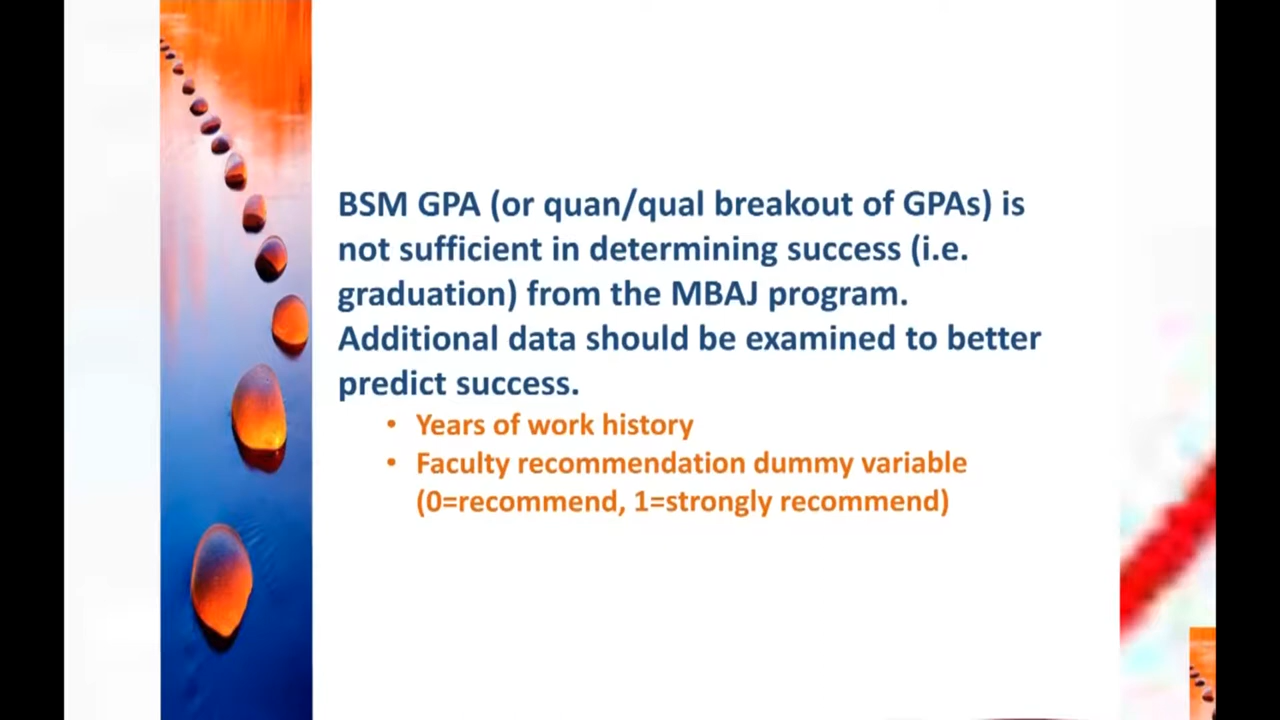 BSM GPA (or quan/qual breakout of GPAs) is
not sufficient in determining success (i.e.
graduation) from the MBAJ program.
Additional data should be examined to better
predict success.
• Years of work history
• Faculty recommendation dummy variable
(0=recommend, 1=strongly recommend)